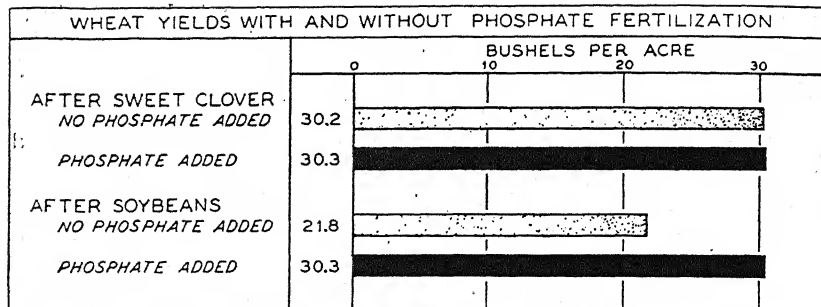 WHEAT YIELDS WITH AND WITHOUT PHOSPHATE FERTILIZATION
BUSHELS PER ACRE
0 10 20 30
AFTER SWEET CLOVER
NO PHOSPHATE ADDED 30.2
PHOSPHATE ADDED 30.3
AFTER SOYBEANS
NO PHOSPHATE ADDED 21.8
PHOSPHATE ADDED 30.3